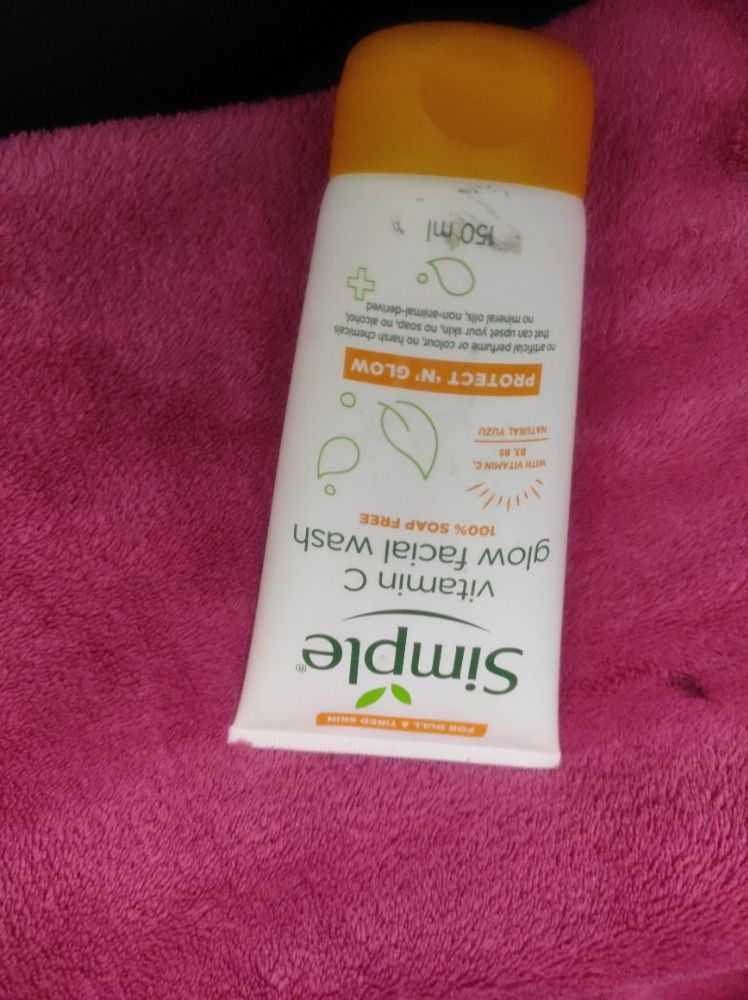 FOR DULL & TIRED SKIN
Simple®
vitamin C
glow facial wash
100% SOAP FREE
WITH VITAMIN C,
B3, B5
NATURAL YUZU
PROTECT 'N' GLOW
no artificial perfume or colour, no harsh chemicals
that can upset your skin, no soap, no alcohol,
no mineral oils, non-animal-derived
150 ml